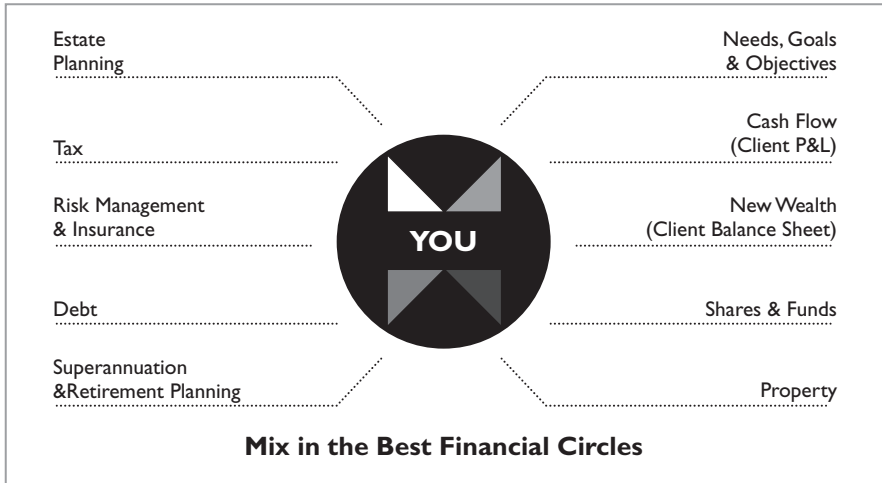 Estate
Planning
Tax
Risk Management
& Insurance
Debt
Superannuation
&Retirement Planning
YOU
Needs, Goals
& Objectives
Cash Flow
(Client P&L)
New Wealth
(Client Balance Sheet)
Shares & Funds
Property
Mix in the Best Financial Circles